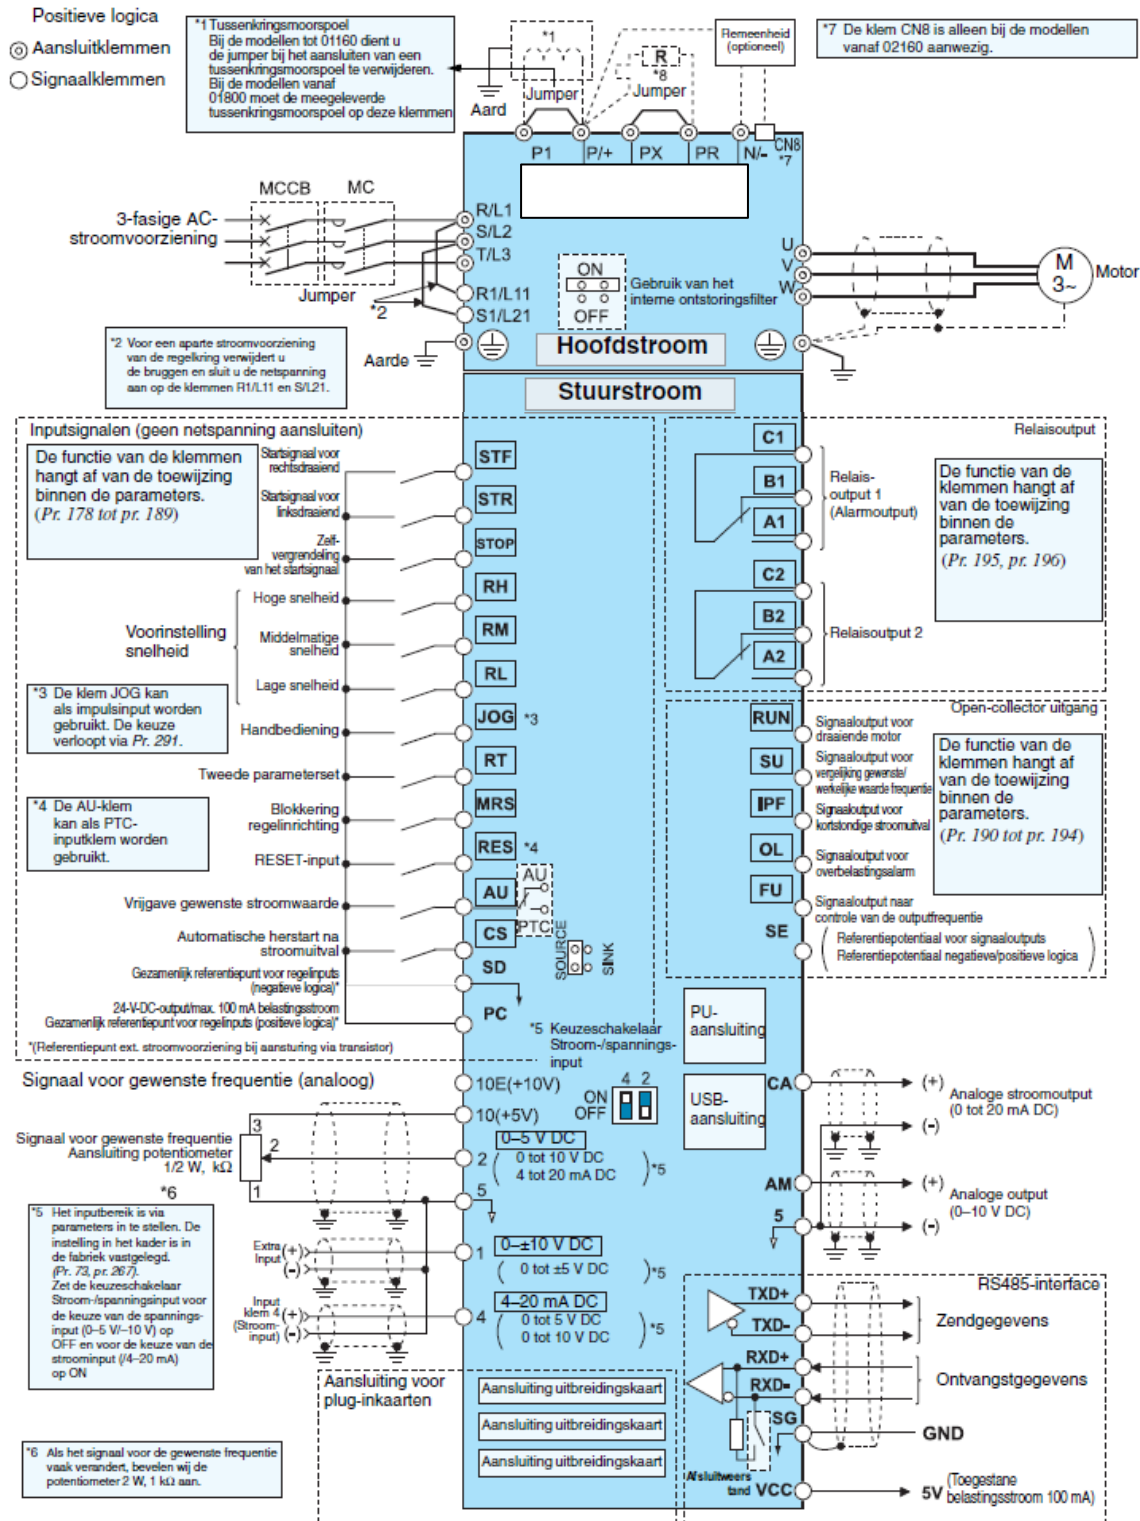 Positieve logica
Aansluitklemmen
Signaalklemmen
*1 Tussenkringsmoorspoel
Bij de modellen tot 01160 dient u
de jumper bij het aansluiten van een
tussenkringsmoorspoel te verwijderen.
Bij de modellen vanaf
01800 moet de meegeleverde
tussenkringsmoorspoel op deze klemmen
*1
Jumper
Aard
R
*8
Jumper
Remeenheid
(optioneel)
*7 De klem CN8 is alleen bij de modellen
vanaf 02160 aanwezig.
P1
P/+
PX
PR
N/-
CN8
*7
MCCB
MC
3-fasige AC-
stroomvoorziening
Jumper
*2
R/L1
S/L2
T/L3
R1/L11
S1/L21
ON
OFF
Gebruik van het
interne ontstoringsfilter
U
V
W
M
3~
Motor
*2 Voor een aparte stroomvoorziening
van de regelkring verwijdert u
de bruggen en sluit u de netspanning
aan op de klemmen R1/L11 en S/L21.
Aarde
Hoofdstroom
Stuurstroom
Inputsignalen (geen netspanning aansluiten)
De functie van de klemmen
hangt af van de toewijzing
binnen de parameters.
(Pr. 178 tot pr. 189)
Startsignaal voor
rechtsdraaiend
STF
Startsignaal voor
linksdraaiend
STR
Zelf-
vergrendeling
van het startsignaal
STOP
Voorinstelling
snelheid
Hoge snelheid
RH
Middelmatige
snelheid
RM
Lage snelheid
RL
*3 De klem JOG kan
als impulsinput worden
gebruikt. De keuze
verloopt via Pr. 291.
Handbediening
JOG
*3
Tweede parameterset
RT
*4 De AU-klem
kan als PTC-
inputklem worden
gebruikt.
Blokkering
regelinrichting
MRS
RESET-input
RES
*4
Vrijgave gewenste stroomwaarde
AU
AU
PTC
Automatische herstart na
stroomuitval
CS
SOURCE
SINK
Gezamenlijk referentiepunt voor regelinputs
(negatieve logica)*
SD
24-V-DC-output/max. 100 mA belastingsstroom
Gezamenlijk referentiepunt voor regelinputs (positieve logica)*
PC
*(Referentiepunt ext. stroomvoorziening bij aansturing via transistor)
Relaisoutput
C1
B1
A1
Relais-
output 1
(Alarmoutput)
De functie van de
klemmen hangt af
van de toewijzing
binnen de
parameters.
(Pr. 195, pr. 196)
C2
B2
A2
Relaisoutput 2
Open-collector uitgang
RUN
Signaaloutput voor
draaiende motor
SU
Signaaloutput voor
vergelijking gewenste/
werkelijke waarde frequentie
IPF
Signaaloutput voor
kortstondige stroomuitval
OL
Signaaloutput voor
overbelastingsalarm
FU
Signaaloutput naar
controle van de outputfrequentie
SE
Referentiepotentiaal voor signaaloutputs
Referentiepotentiaal negatieve/positieve logica
De functie van de
klemmen hangt af
van de toewijzing
binnen de
parameters.
(Pr. 190 tot pr. 194)
*5 Keuzeschakelaar
Stroom-/spannings-
input
4 2
ON
OFF
PU-
aansluiting
USB-
aansluiting
Signaal voor gewenste frequentie (analoog)
10E(+10V)
10(+5V)
Signaal voor gewenste frequentie
Aansluiting potentiometer
1/2 W, kΩ
*6
3
2
1
2
0–5 V DC
0 tot 10 V DC
4 tot 20 mA DC
*5
5
Extra
Input
(+)
(-)
1
0–±10 V DC
0 tot ±5 V DC
*5
Input
klem 4
(Stroom-
input)
(+)
(-)
4
4–20 mA DC
0 tot 5 V DC
0 tot 10 V DC
*5
*5 Het inputbereik is via
parameters in te stellen. De
instelling in het kader is in
de fabriek vastgelegd.
(Pr. 73, pr. 267).
Zet de keuzeschakelaar
Stroom-/spanningsinput voor
de keuze van de spannings-
input (0–5 V/–10 V) op
OFF en voor de keuze van de
stroominput (/4–20 mA)
op ON
*6 Als het signaal voor de gewenste frequentie
vaak verandert, bevelen wij de
potentiometer 2 W, 1 kΩ aan.
CA
(+)
(-)
Analoge stroomoutput
(0 tot 20 mA DC)
AM
(+)
Analoge output
(0–10 V DC)
5
(-)
RS485-interface
TXD+
TXD-
Zendgegevens
RXD+
RXD-
Ontvangstgegevens
SG
GND
Afsluitweers
tand
VCC
5V
(Toegestane
belastingsstroom 100 mA)
Aansluiting voor
plug-inkaarten
Aansluiting uitbreidingskaart
Aansluiting uitbreidingskaart
Aansluiting uitbreidingskaart